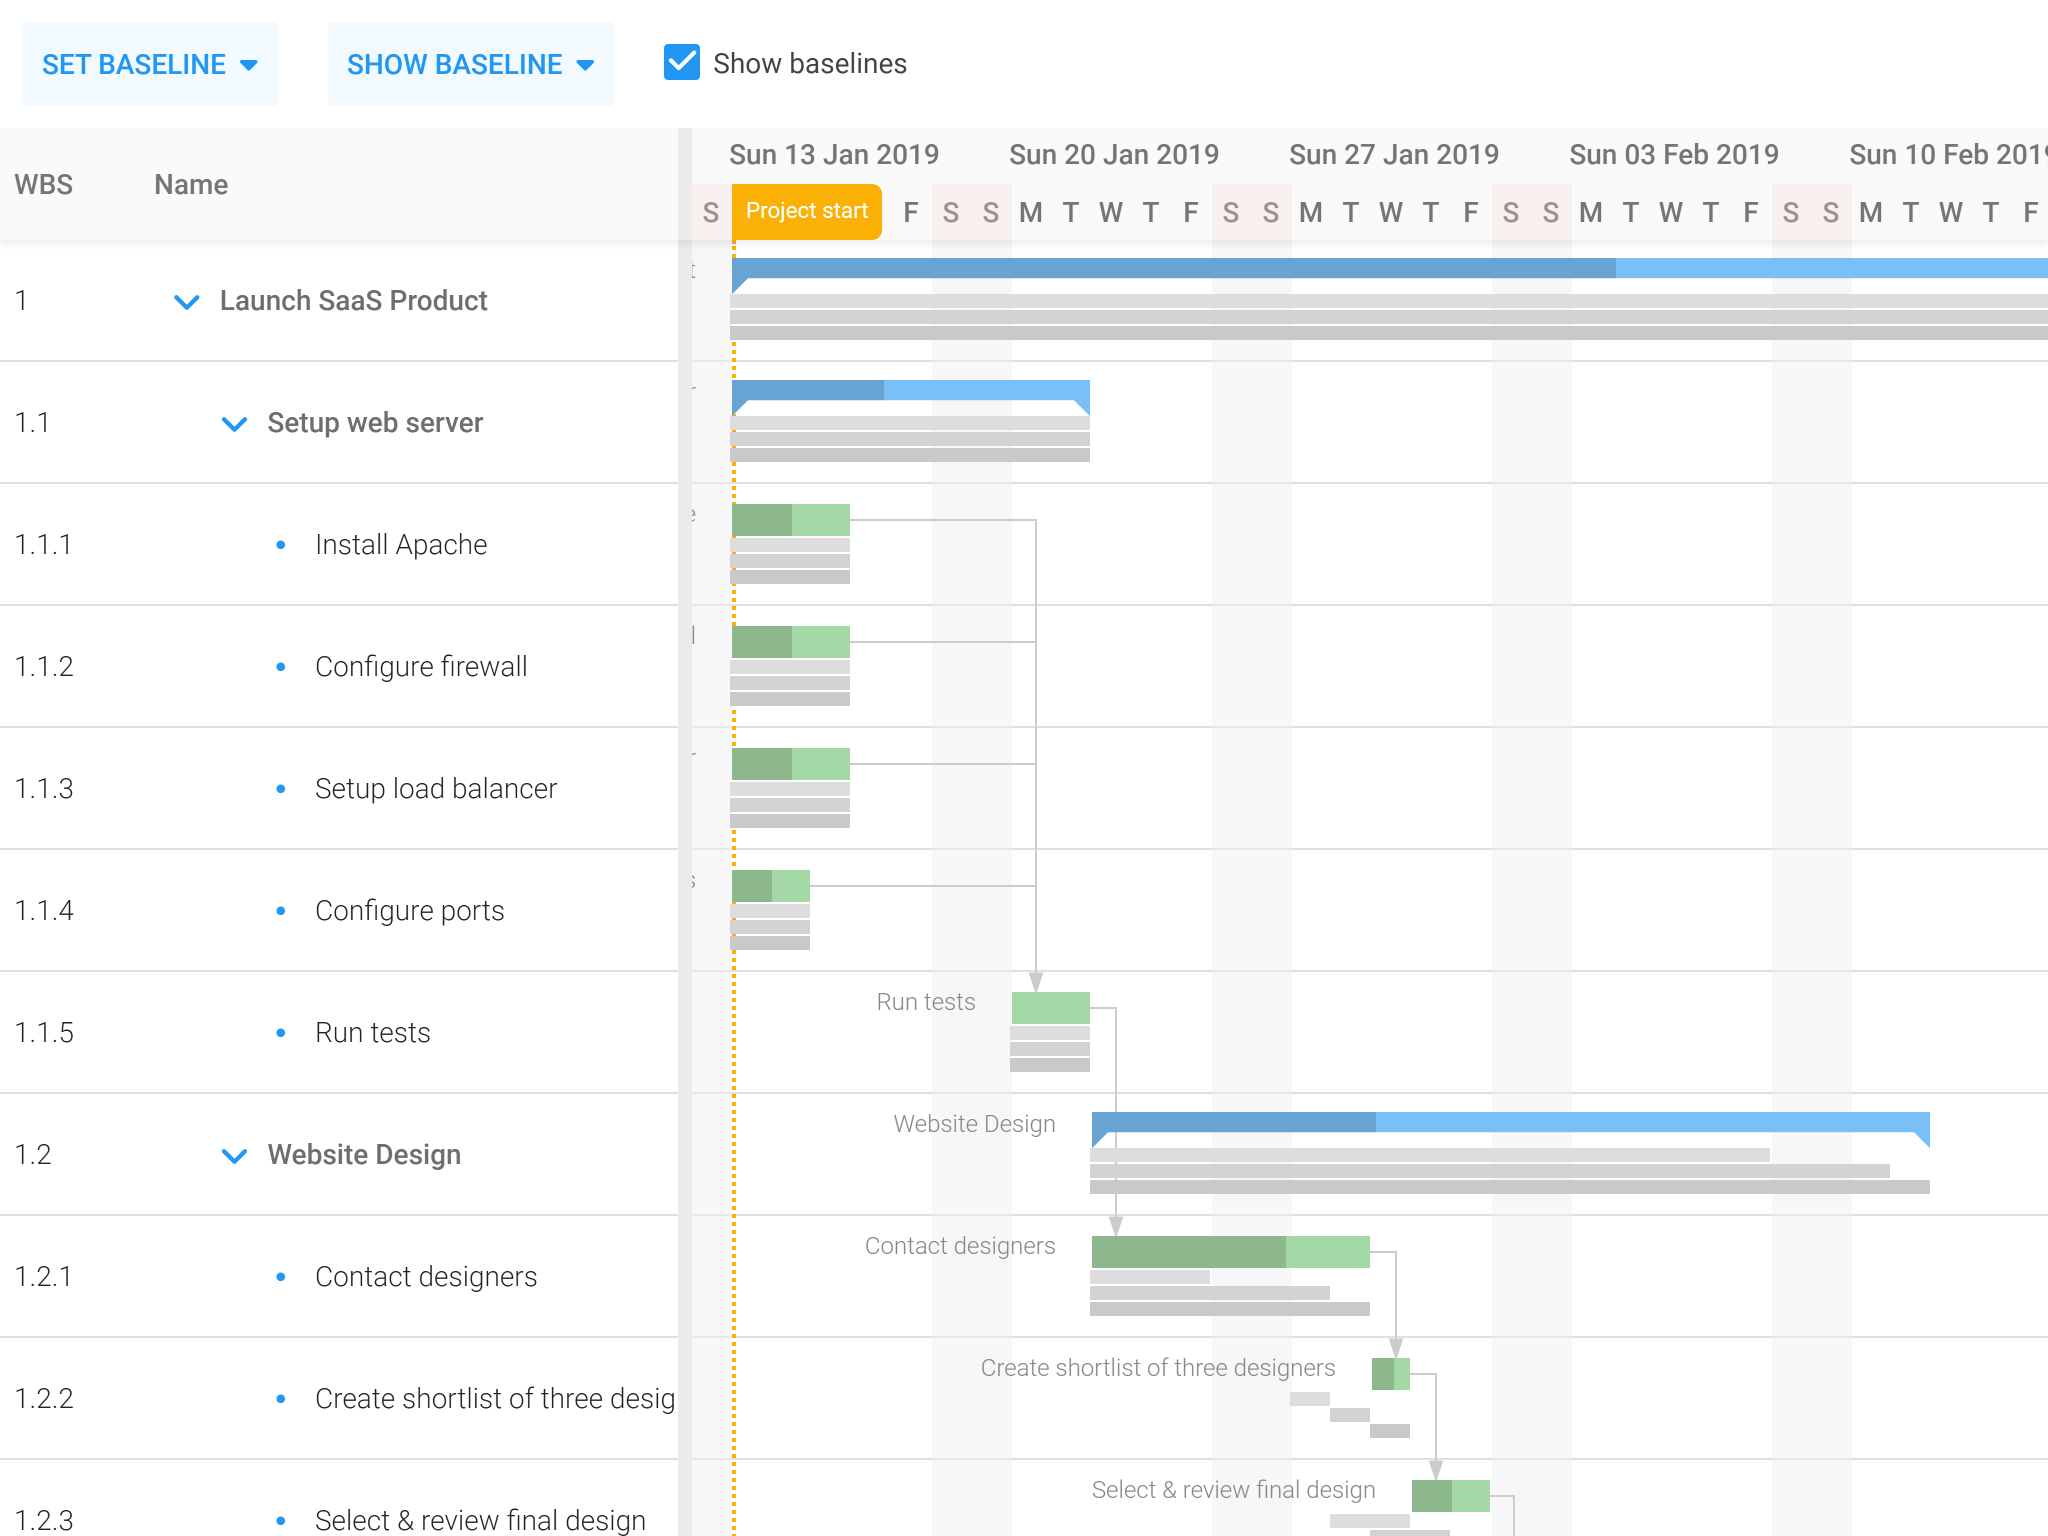 SET BASELINE
SHOW BASELINE
Show baselines
WBS
Name
Sun 13 Jan 2019
Sun 20 Jan 2019
Sun 27 Jan 2019
Sun 03 Feb 2019
Sun 10 Feb 2019
S
Project start
F S S M T W T F S S M T W T F S S M T W T F S S M T W T F
1 Launch SaaS Product
1.1 Setup web server
1.1.1 Install Apache
1.1.2 Configure firewall
1.1.3 Setup load balancer
1.1.4 Configure ports
Run tests
1.1.5 Run tests
Website Design
1.2 Website Design
Contact designers
1.2.1 Contact designers
Create shortlist of three designers
1.2.2 Create shortlist of three desig
Select & review final design
1.2.3 Select & review final design